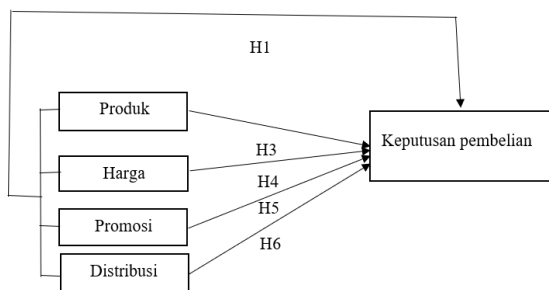 H1
Produk
Keputusan pembelian
H3
Harga
H4
H5
Promosi
H6
Distribusi